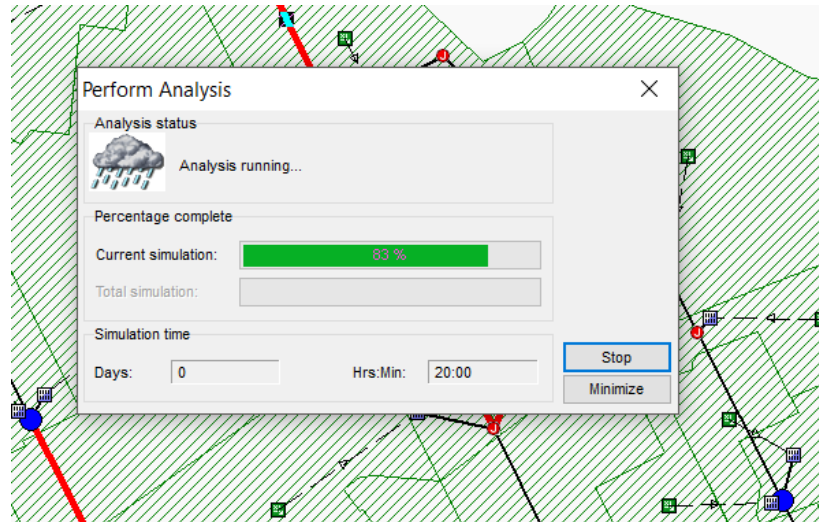 Perform Analysis
Analysis status
Analysis running...
Percentage complete
Current simulation: 83 %
Total simulation:
Simulation time
Days: 0 Hrs:Min: 20:00
Stop
Minimize
J
J
J